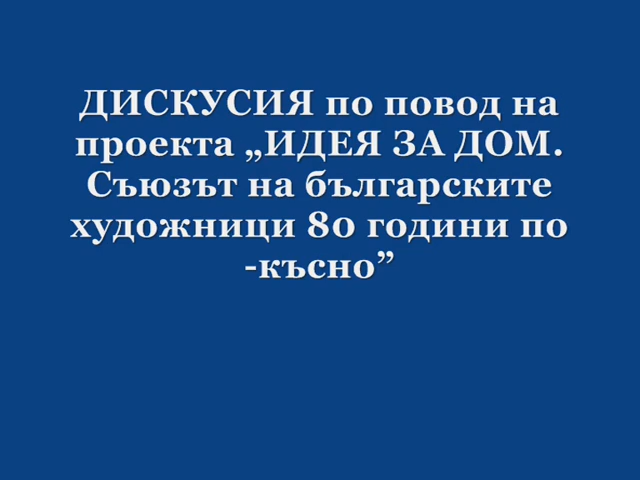 ДИСКУСИЯ по повод на
проекта „ИДЕЯ ЗА ДОМ.
Съюзът на българските
художници 80 години по
-късно”